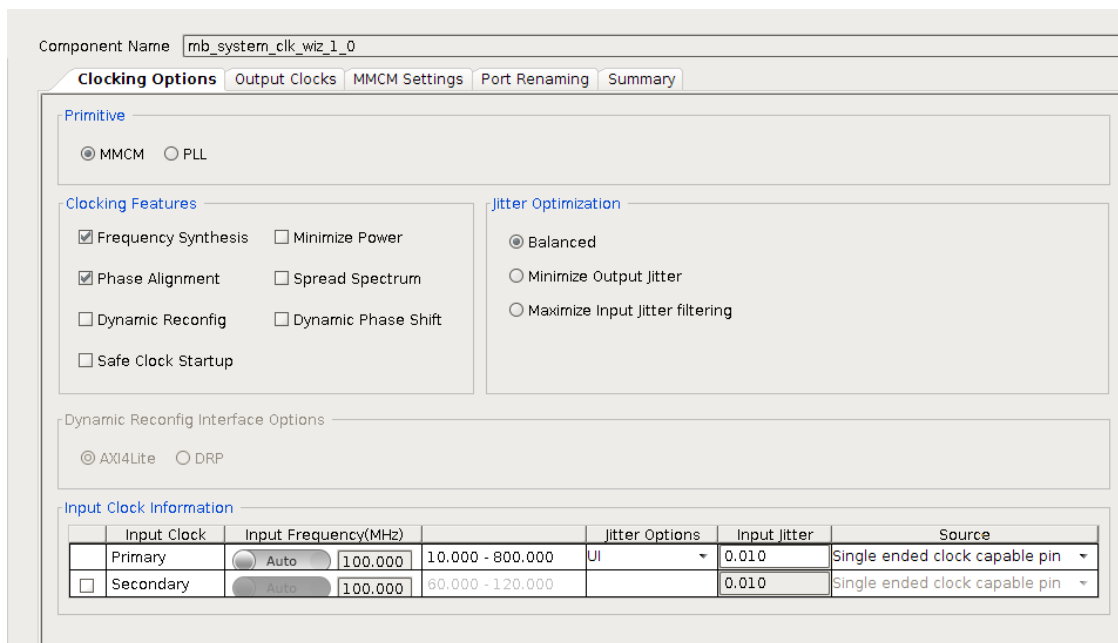 Component Name mb_system_clk_wiz_1_0
Clocking Options Output Clocks MMCM Settings Port Renaming Summary
Primitive
MMCM PLL
Clocking Features
Frequency Synthesis Minimize Power
Phase Alignment Spread Spectrum
Dynamic Reconfig Dynamic Phase Shift
Safe Clock Startup
Jitter Optimization
Balanced
Minimize Output Jitter
Maximize Input Jitter filtering
Dynamic Reconfig Interface Options
AXI4Lite DRP
Input Clock Information
Input Clock Input Frequency(MHz) Jitter Options Input Jitter Source
Primary Auto 100.000 10.000 - 800.000 UI 0.010 Single ended clock capable pin
Secondary Auto 100.000 60.000 - 120.000 0.010 Single ended clock capable pin